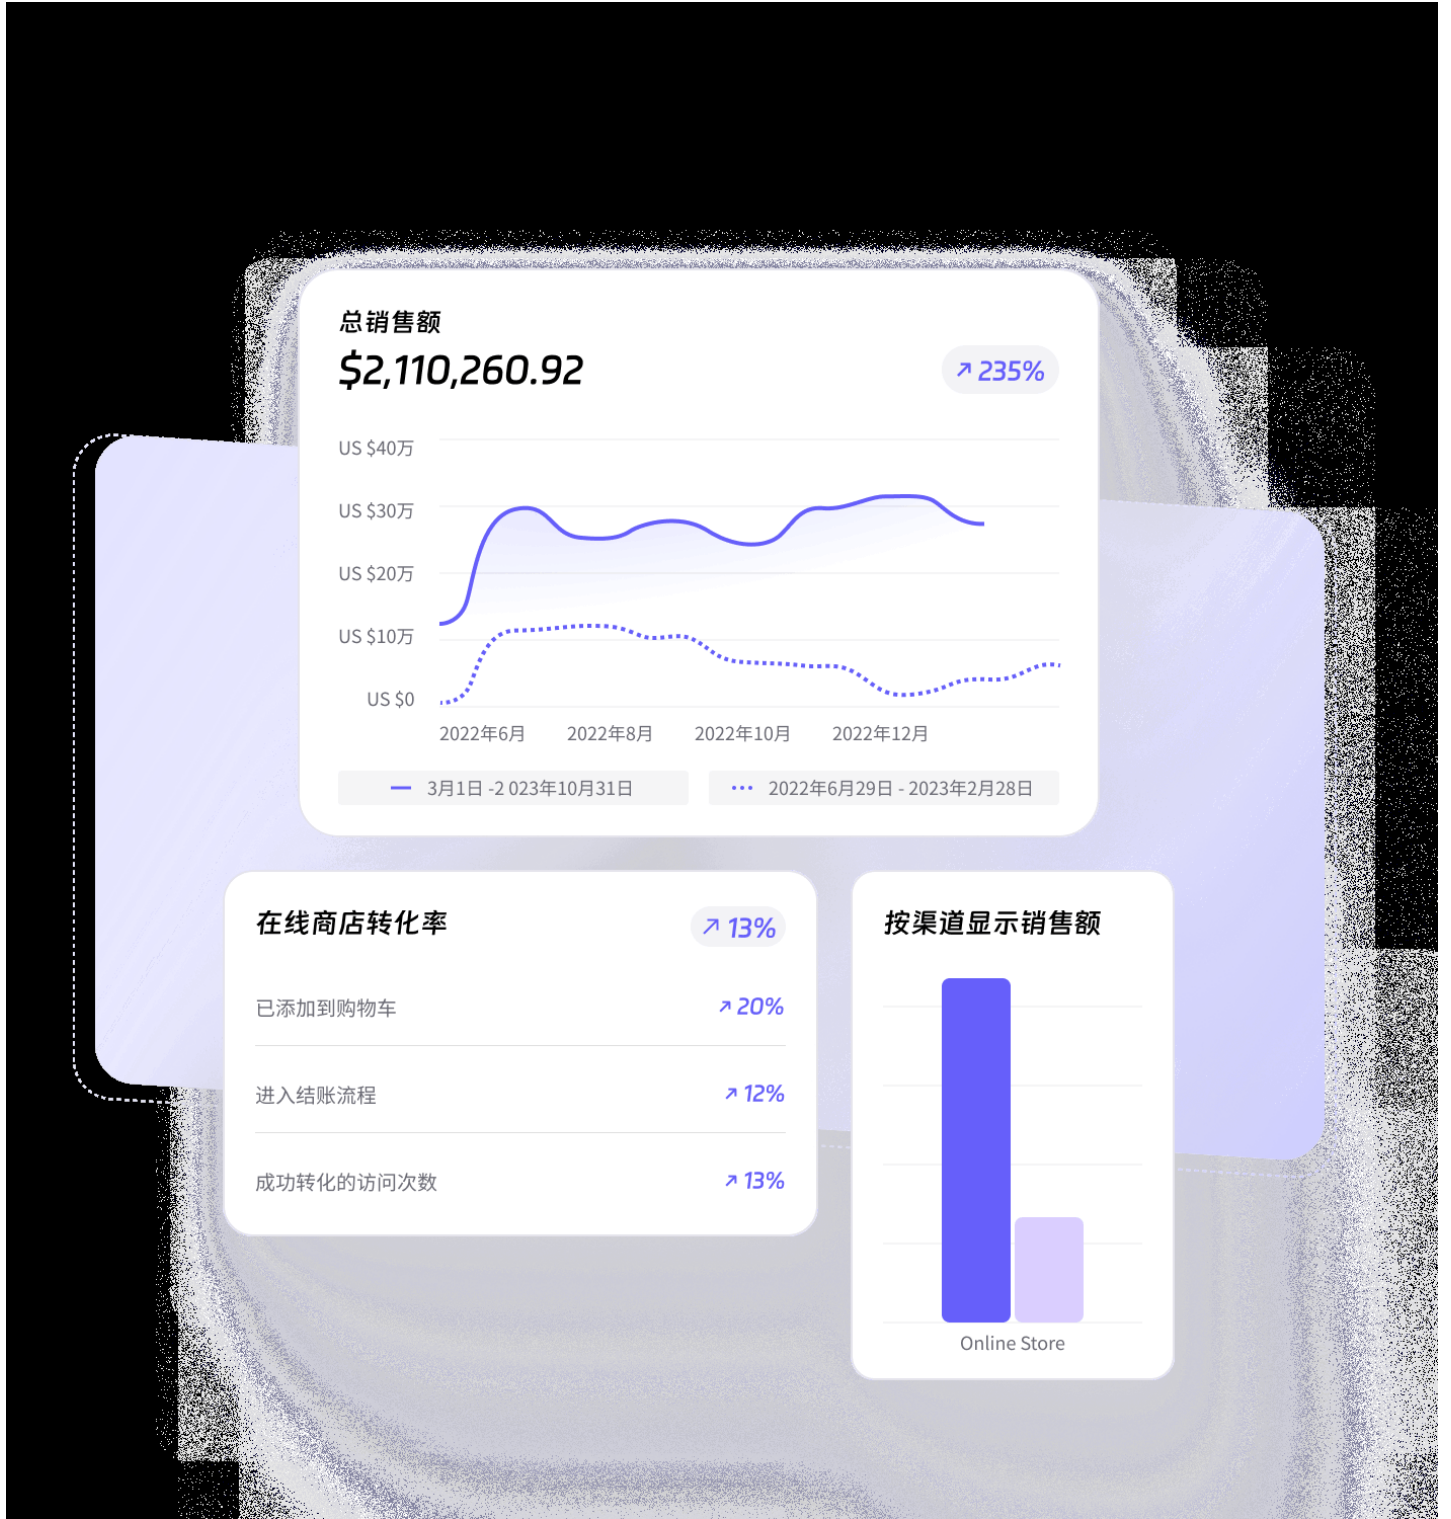 总销售额
$2,110,260.92
↗ 235%
US $40万
US $30万
US $20万
US $10万
US $0
2022年6月 2022年8月 2022年10月 2022年12月
3月1日 -2 023年10月31日
2022年6月29日 - 2023年2月28日
在线商店转化率
↗ 13%
已添加到购物车 ↗ 20%
进入结账流程 ↗ 12%
成功转化的访问次数 ↗ 13%
按渠道显示销售额
Online Store